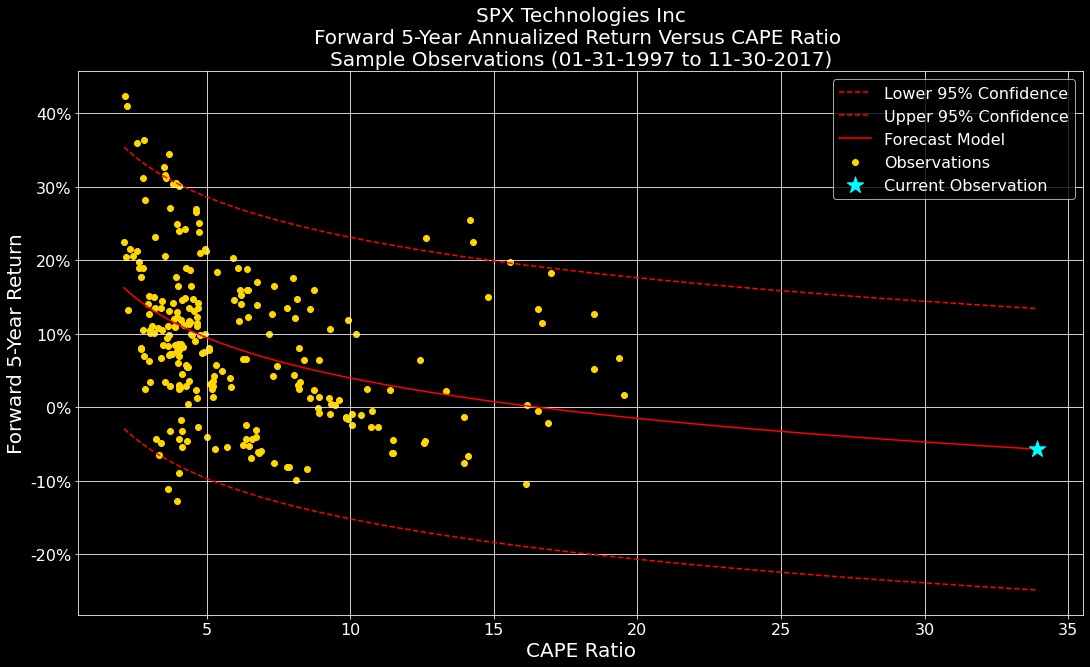 SPX Technologies Inc
Forward 5-Year Annualized Return Versus CAPE Ratio
Sample Observations (01-31-1997 to 11-30-2017)
Lower 95% Confidence
Upper 95% Confidence
Forecast Model
Observations
Current Observation
Forward 5-Year Return
40%
30%
20%
10%
0%
-10%
-20%
5
10
15
20
25
30
35
CAPE Ratio